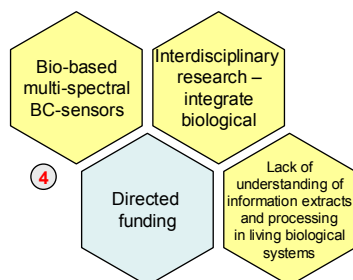 Bio-based
multi-spectral
BC-sensors
Interdisciplinary
research –
integrate
biological
4
Directed
funding
Lack of
understanding of
information extracts
and processing
in living biological
systems